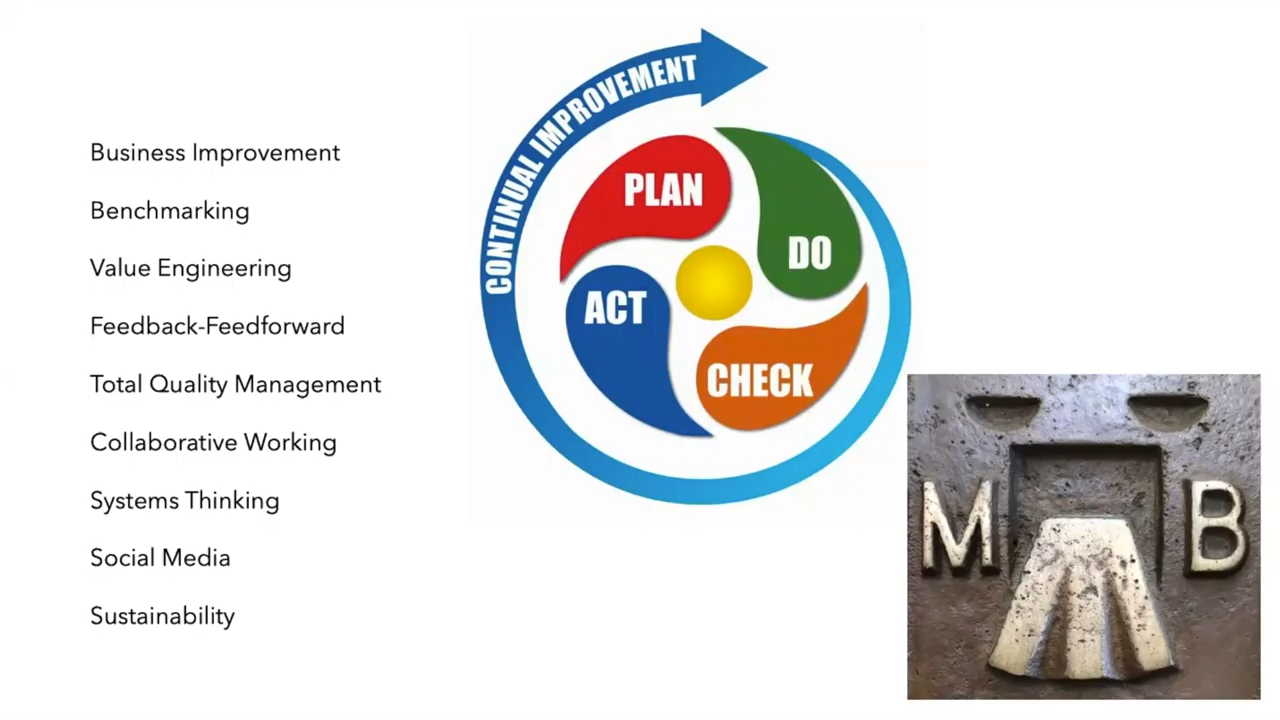 Business Improvement
Benchmarking
Value Engineering
Feedback-Feedforward
Total Quality Management
Collaborative Working
Systems Thinking
Social Media
Sustainability
CONTINUAL IMPROVEMENT
PLAN
DO
ACT
CHECK
M B